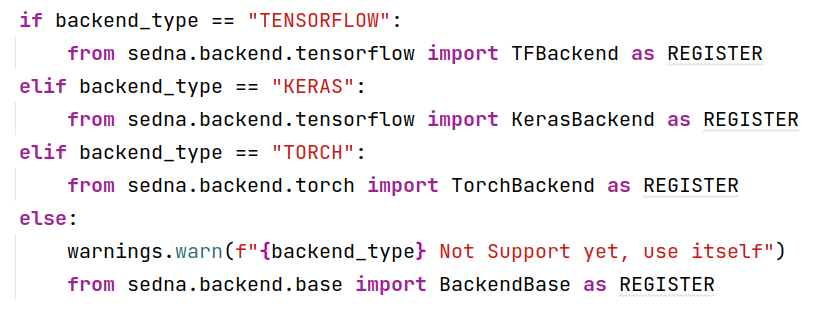 if backend_type == "TENSORFLOW":
    from sedna.backend.tensorflow import TFBackend as REGISTER
elif backend_type == "KERAS":
    from sedna.backend.tensorflow import KerasBackend as REGISTER
elif backend_type == "TORCH":
    from sedna.backend.torch import TorchBackend as REGISTER
else:
    warnings.warn(f"{backend_type} Not Support yet, use itself")
    from sedna.backend.base import BackendBase as REGISTER